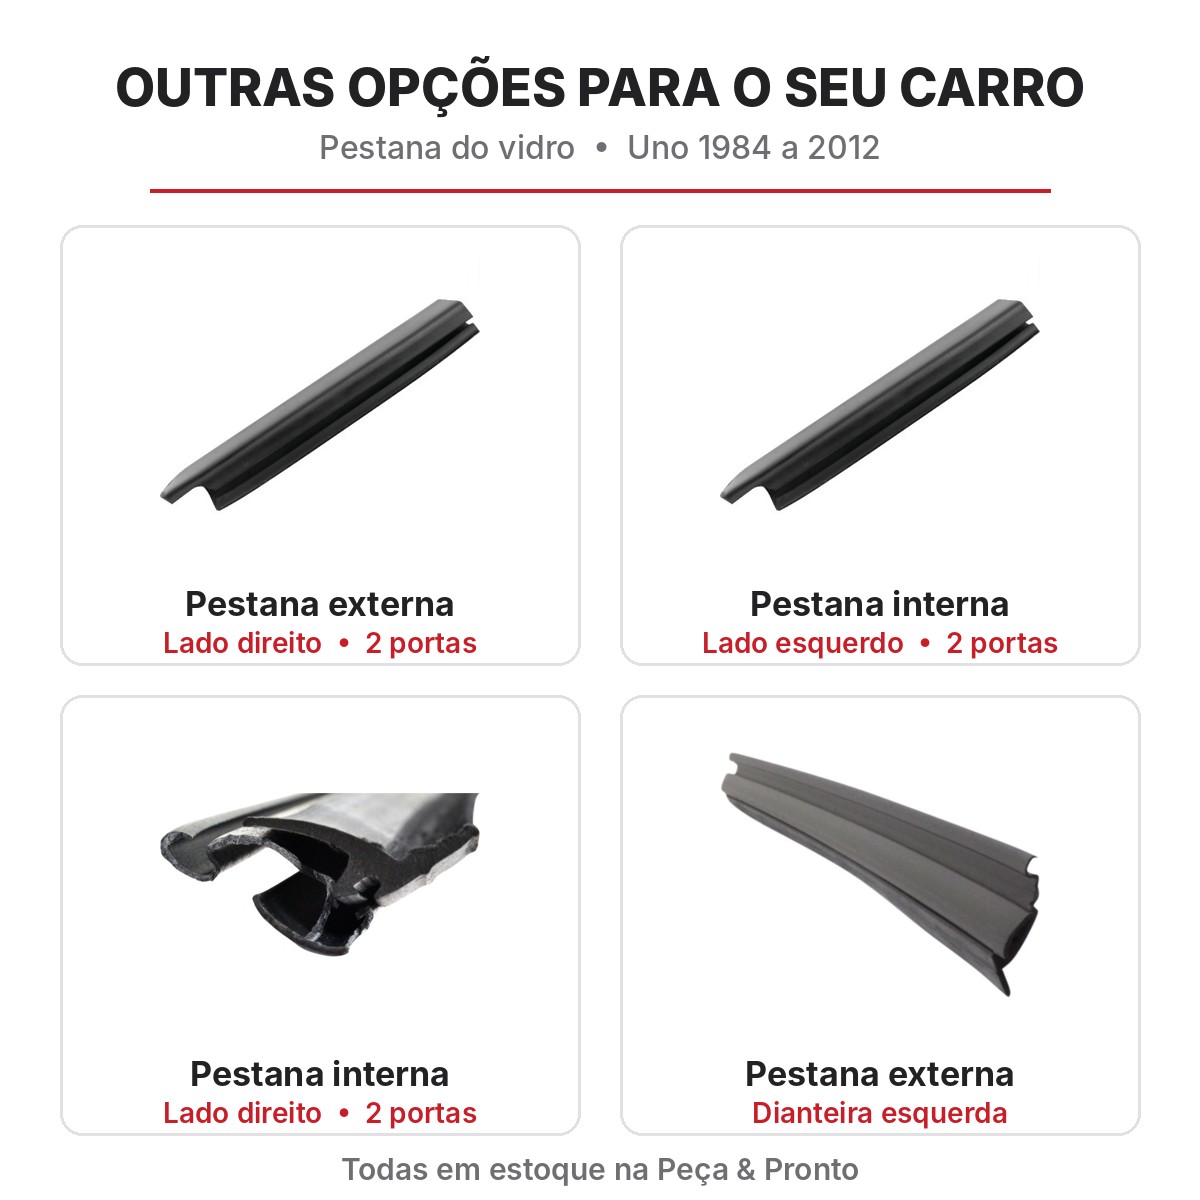 OUTRAS OPÇÕES PARA O SEU CARRO
Pestana do vidro • Uno 1984 a 2012
Pestana externa
Lado direito • 2 portas
Pestana interna
Lado esquerdo • 2 portas
Pestana interna
Lado direito • 2 portas
Pestana externa
Dianteira esquerda
Todas em estoque na Peça & Pronto